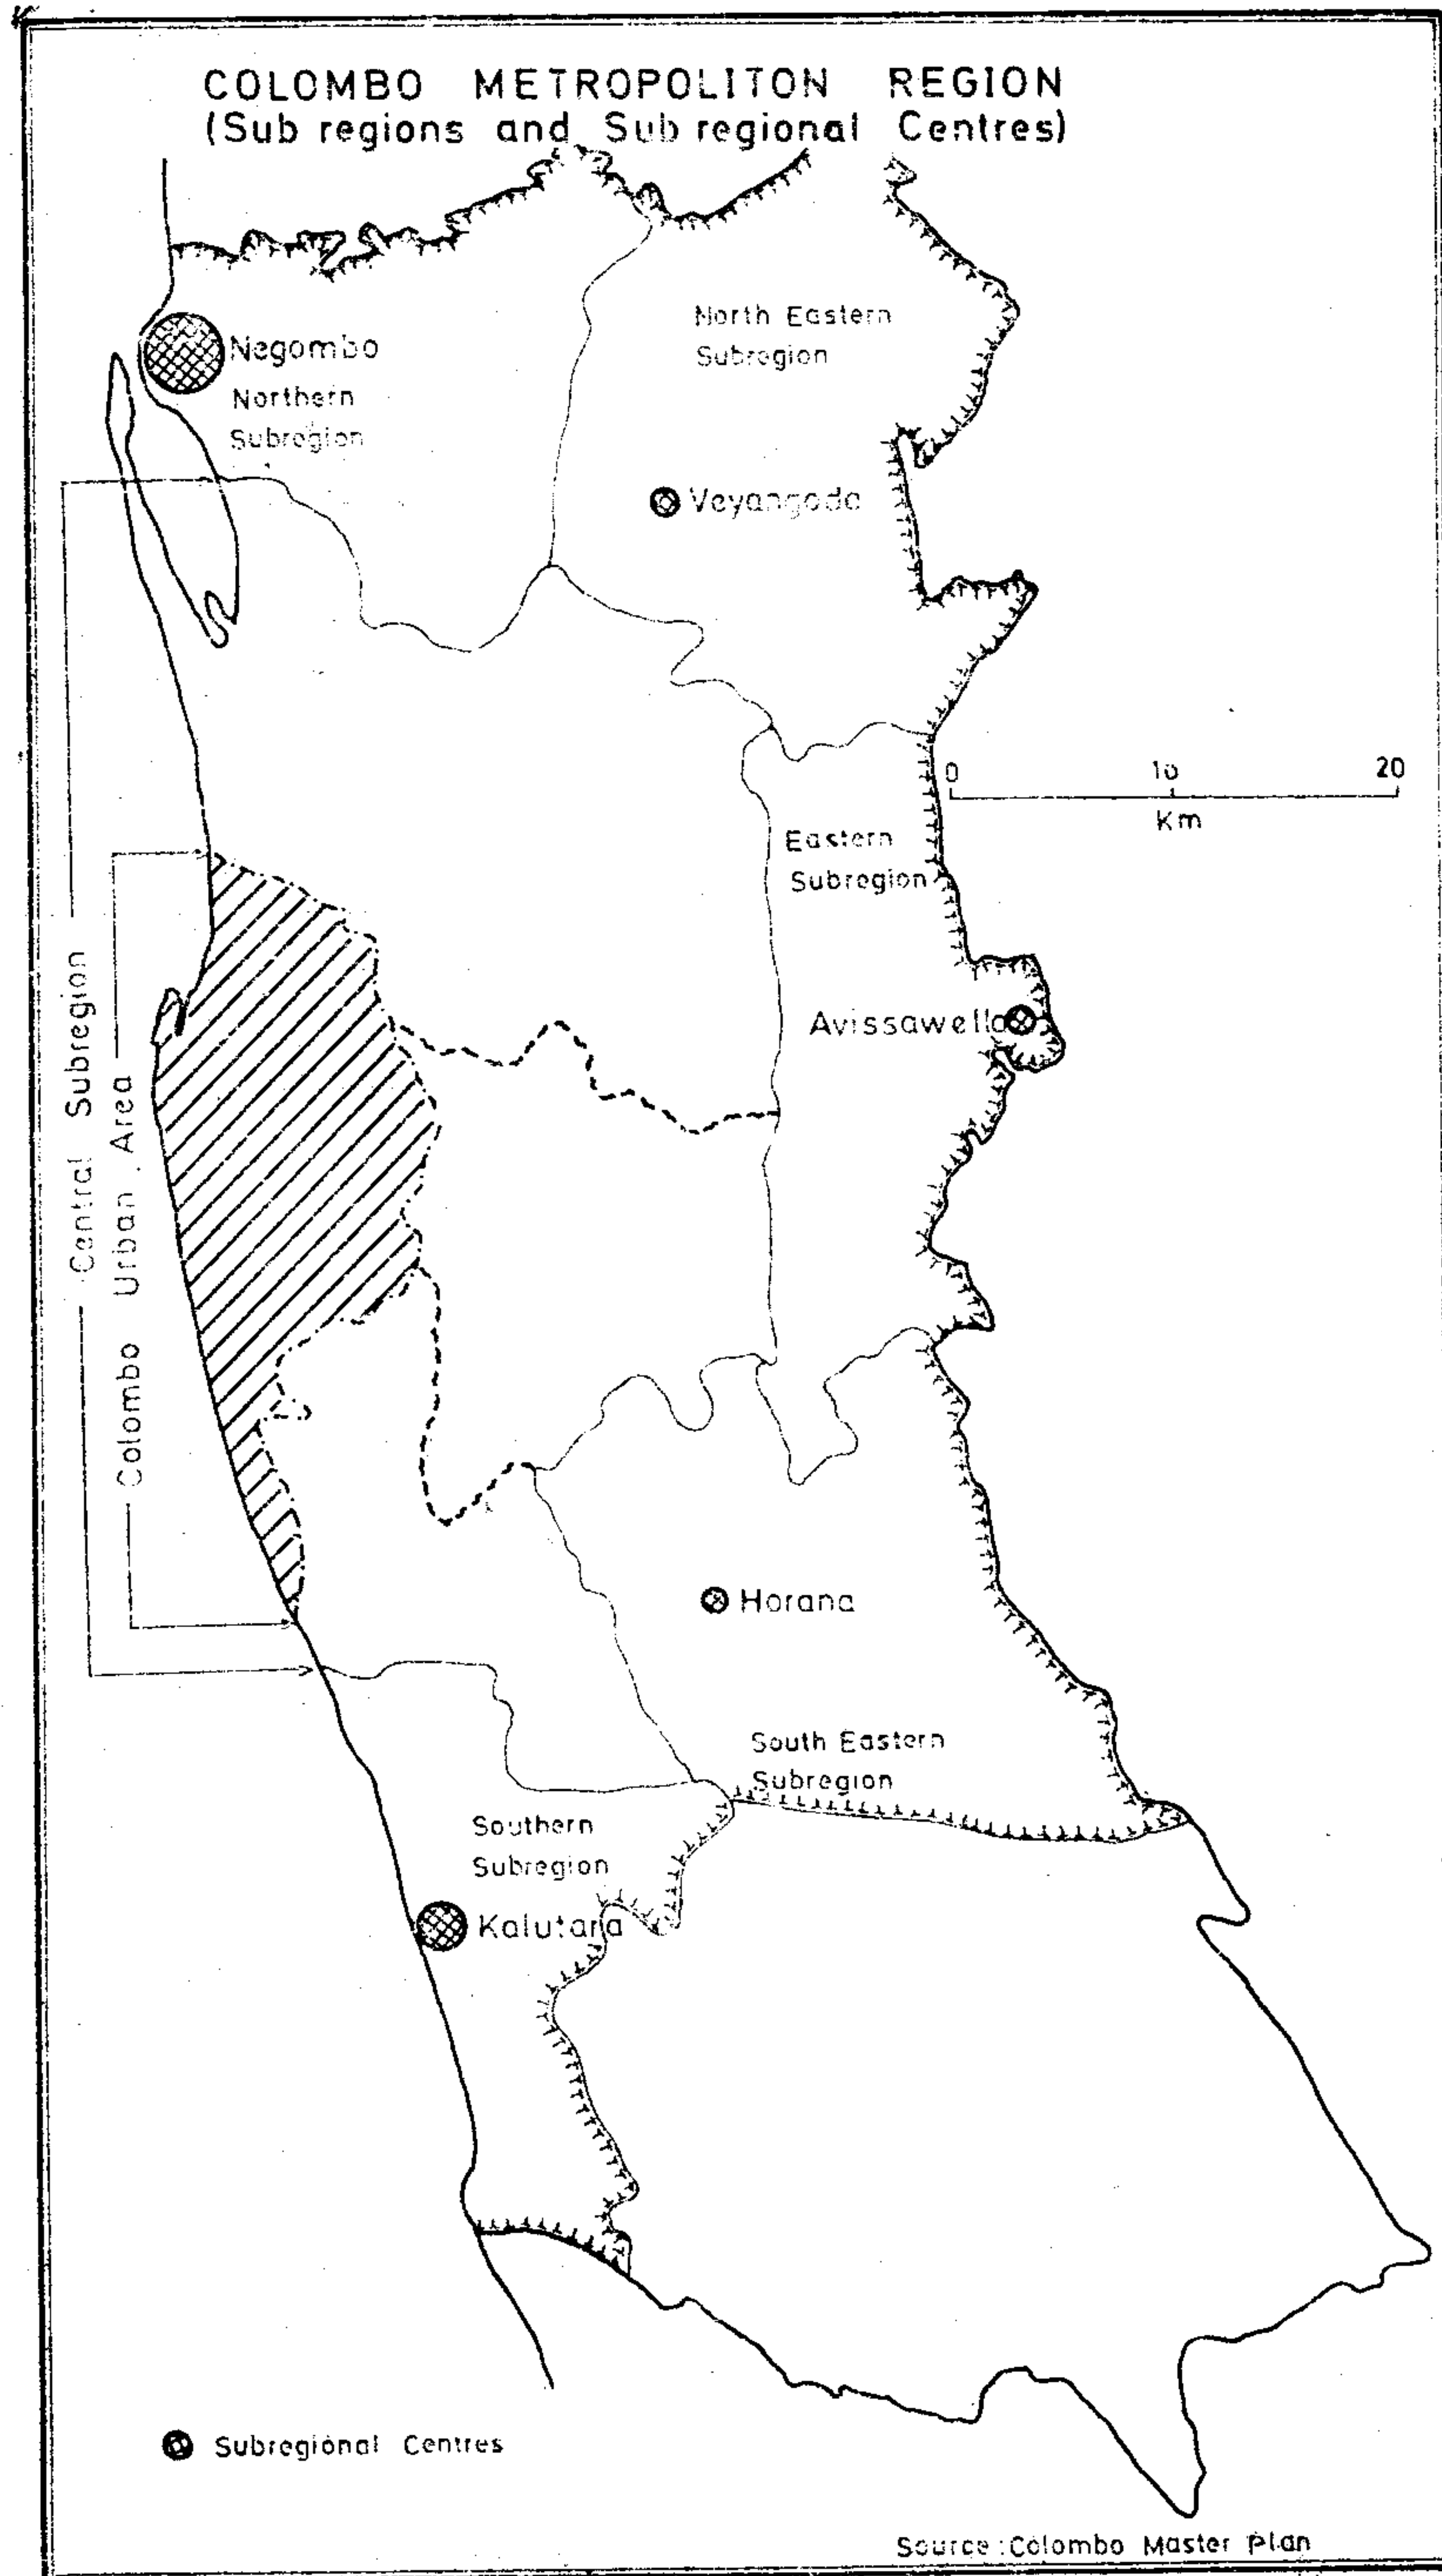 COLOMBO METROPOLITON REGION
(Sub regions and Sub regional Centres)
Negombo
Northern
Subregion
North Eastern
Subregion
Veyangoda
0 10 20
Km
Eastern
Subregion
Avissawella
Central Subregion
Colombo Urban Area
Horana
South Eastern
Subregion
Southern
Subregion
Kalutara
Subregional Centres
Source : Colombo Master Plan